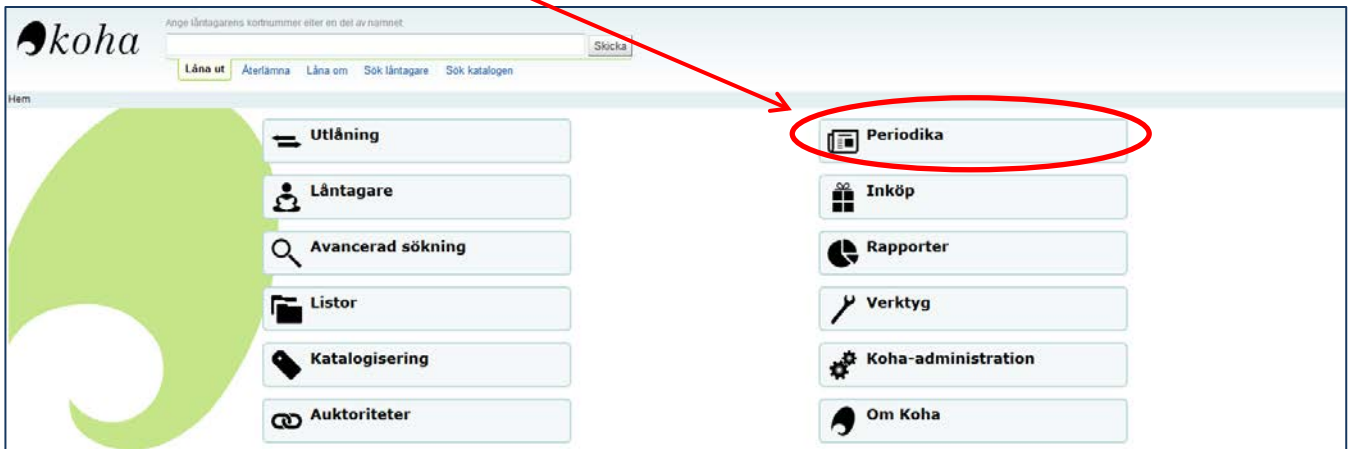 koha
Ange låntagarens kortnummer eller en del av namnet:
Skicka
Låna ut Återlämna Låna om Sök låntagare Sök katalogen
Hem
Utlåning
Låntagare
Avancerad sökning
Listor
Katalogisering
Auktoriteter
Periodika
Inköp
Rapporter
Verktyg
Koha-administration
Om Koha